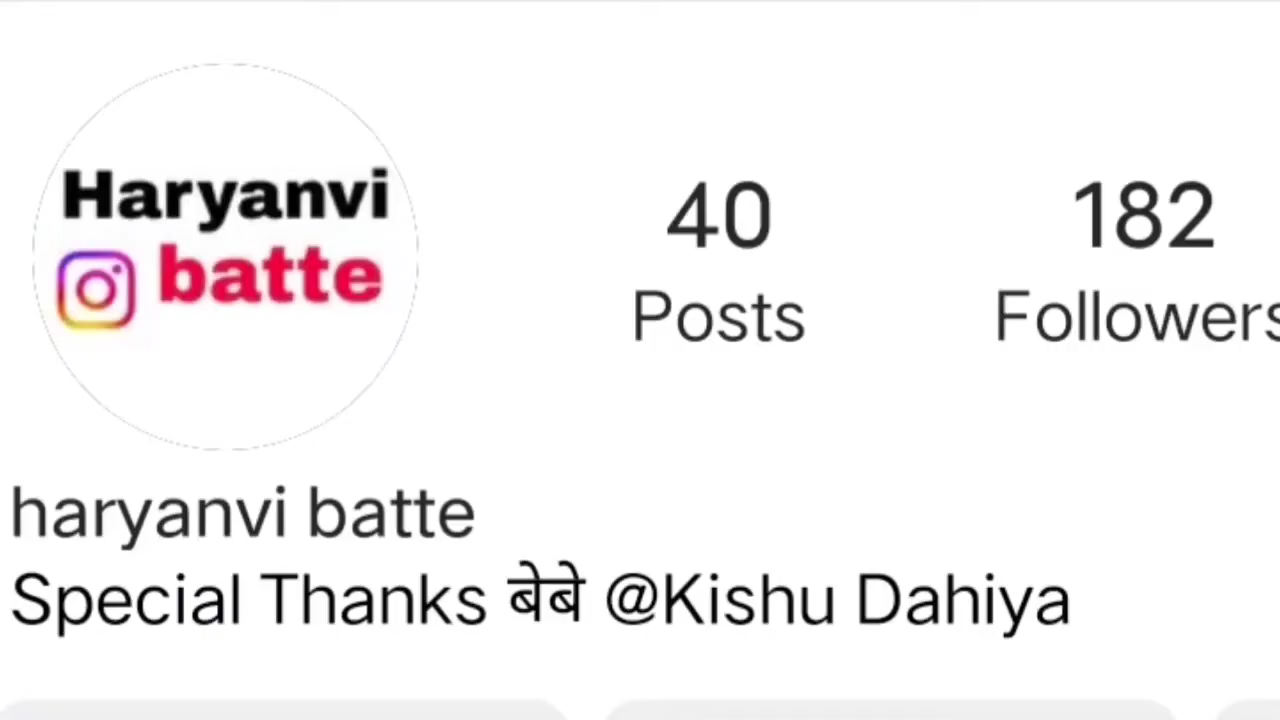 Haryanvi
batte
40
Posts
182
Followers
haryanvi batte
Special Thanks बेबे @Kishu Dahiya